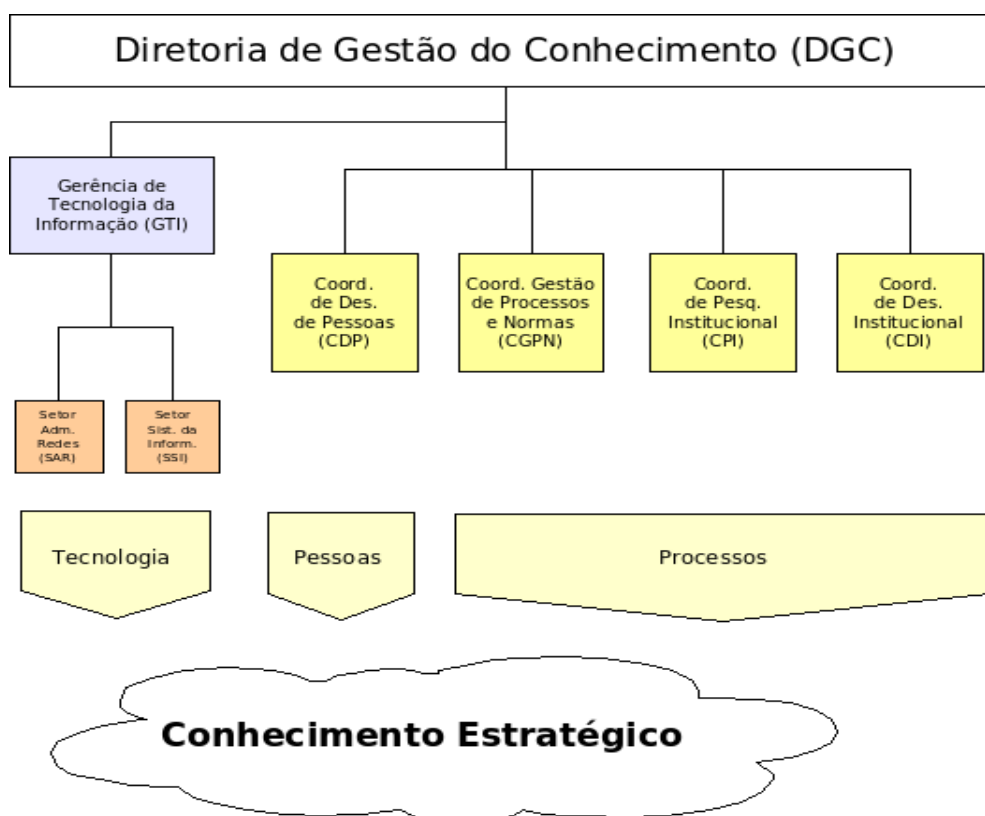 Diretoria de Gestão do Conhecimento (DGC)
Gerência de
Tecnologia da
Informação (GTI)
Coord.
de Des.
de Pessoas
(CDP)
Coord. Gestão
de Processos
e Normas
(CGPN)
Coord.
de Pesq.
Institucional
(CPI)
Coord.
de Des.
Institucional
(CDI)
Setor
Adm.
Redes
(SAR)
Setor
Sist. da
Inform.
(SSI)
Tecnologia
Pessoas
Processos
Conhecimento Estratégico